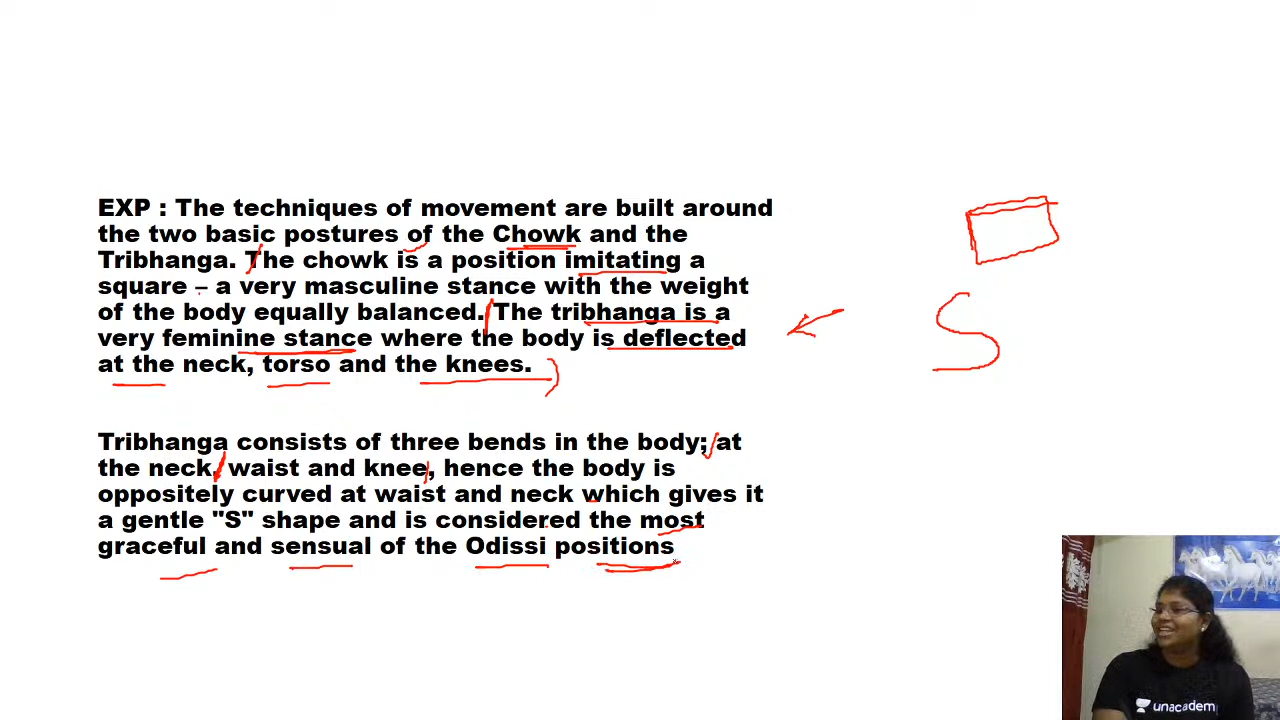 EXP : The techniques of movement are built around
the two basic postures of the Chowk and the
Tribhanga. The chowk is a position imitating a
square – a very masculine stance with the weight
of the body equally balanced. The tribhanga is a
very feminine stance where the body is deflected
at the neck, torso and the knees.
Tribhanga consists of three bends in the body; at
the neck, waist and knee, hence the body is
oppositely curved at waist and neck which gives it
a gentle "S" shape and is considered the most
graceful and sensual of the Odissi positions
S
unacademy